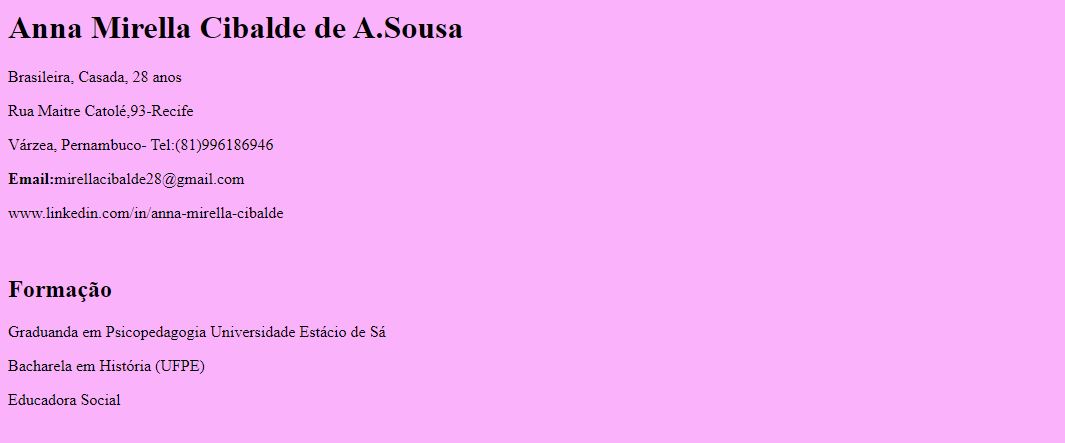 Anna Mirella Cibalde de A.Sousa
Brasileira, Casada, 28 anos
Rua Maitre Catolé,93-Recife
Várzea, Pernambuco- Tel:(81)996186946
Email:mirellacibalde28@gmail.com
www.linkedin.com/in/anna-mirella-cibalde
Formação
Graduanda em Psicopedagogia Universidade Estácio de Sá
Bacharela em História (UFPE)
Educadora Social